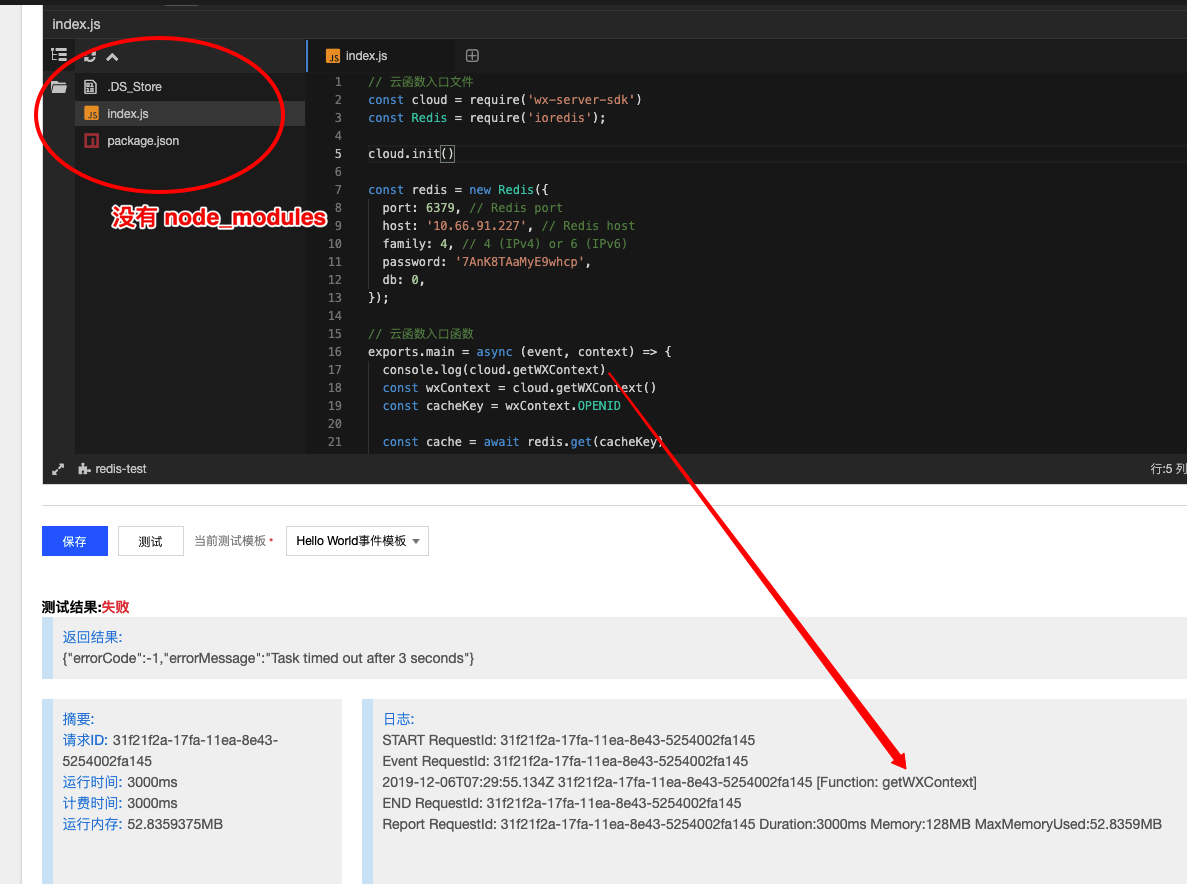 index.js
index.js
.DS_Store
index.js
package.json
没有 node_modules
1 // 云函数入口文件
2 const cloud = require('wx-server-sdk')
3 const Redis = require('ioredis');
4
5 cloud.init()
6
7 const redis = new Redis({
8 port: 6379, // Redis port
9 host: '10.66.91.227', // Redis host
10 family: 4, // 4 (IPv4) or 6 (IPv6)
11 password: '7AnK8TAaMyE9whcp',
12 db: 0,
13 });
14
15 // 云函数入口函数
16 exports.main = async (event, context) => {
17 console.log(cloud.getWXContext)
18 const wxContext = cloud.getWXContext()
19 const cacheKey = wxContext.OPENID
20
21 const cache = await redis.get(cacheKey)
redis-test
行:5 列
保存 测试 当前测试模板* Hello World事件模板
测试结果:失败
返回结果:
{"errorCode":-1,"errorMessage":"Task timed out after 3 seconds"}
摘要:
请求ID: 31f21f2a-17fa-11ea-8e43-
5254002fa145
运行时间: 3000ms
计费时间: 3000ms
运行内存: 52.8359375MB
日志:
START RequestId: 31f21f2a-17fa-11ea-8e43-5254002fa145
Event RequestId: 31f21f2a-17fa-11ea-8e43-5254002fa145
2019-12-06T07:29:55.134Z 31f21f2a-17fa-11ea-8e43-5254002fa145 [Function: getWXContext]
END RequestId: 31f21f2a-17fa-11ea-8e43-5254002fa145
Report RequestId: 31f21f2a-17fa-11ea-8e43-5254002fa145 Duration:3000ms Memory:128MB MaxMemoryUsed:52.8359MB